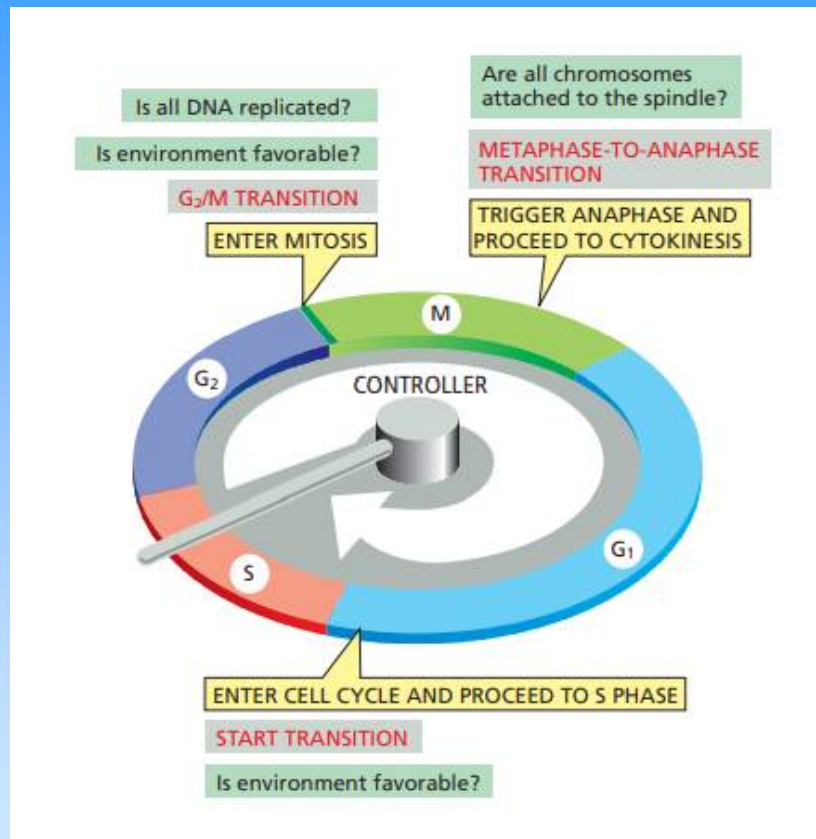 Is all DNA replicated?
Is environment favorable?
G₂/M TRANSITION
ENTER MITOSIS
Are all chromosomes
attached to the spindle?
METAPHASE-TO-ANAPHASE
TRANSITION
TRIGGER ANAPHASE AND
PROCEED TO CYTOKINESIS
M
G₂
CONTROLLER
G₁
S
ENTER CELL CYCLE AND PROCEED TO S PHASE
START TRANSITION
Is environment favorable?